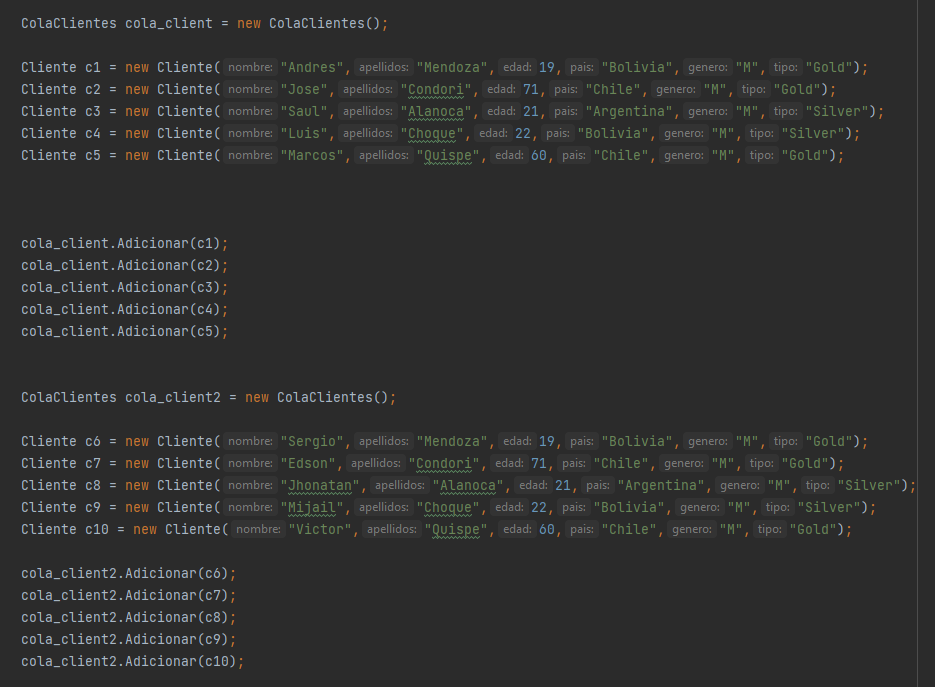 ColaClientes cola_client = new ColaClientes();
Cliente c1 = new Cliente( nombre: "Andres", apellidos: "Mendoza", edad: 19, pais: "Bolivia", genero: "M", tipo: "Gold");
Cliente c2 = new Cliente( nombre: "Jose", apellidos: "Condori", edad: 71, pais: "Chile", genero: "M", tipo: "Gold");
Cliente c3 = new Cliente( nombre: "Saul", apellidos: "Alanoca", edad: 21, pais: "Argentina", genero: "M", tipo: "Silver");
Cliente c4 = new Cliente( nombre: "Luis", apellidos: "Choque", edad: 22, pais: "Bolivia", genero: "M", tipo: "Silver");
Cliente c5 = new Cliente( nombre: "Marcos", apellidos: "Quispe", edad: 60, pais: "Chile", genero: "M", tipo: "Gold");
cola_client.Adicionar(c1);
cola_client.Adicionar(c2);
cola_client.Adicionar(c3);
cola_client.Adicionar(c4);
cola_client.Adicionar(c5);
ColaClientes cola_client2 = new ColaClientes();
Cliente c6 = new Cliente( nombre: "Sergio", apellidos: "Mendoza", edad: 19, pais: "Bolivia", genero: "M", tipo: "Gold");
Cliente c7 = new Cliente( nombre: "Edson", apellidos: "Condori", edad: 71, pais: "Chile", genero: "M", tipo: "Gold");
Cliente c8 = new Cliente( nombre: "Jhonatan", apellidos: "Alanoca", edad: 21, pais: "Argentina", genero: "M", tipo: "Silver");
Cliente c9 = new Cliente( nombre: "Mijail", apellidos: "Choque", edad: 22, pais: "Bolivia", genero: "M", tipo: "Silver");
Cliente c10 = new Cliente( nombre: "Victor", apellidos: "Quispe", edad: 60, pais: "Chile", genero: "M", tipo: "Gold");
cola_client2.Adicionar(c6);
cola_client2.Adicionar(c7);
cola_client2.Adicionar(c8);
cola_client2.Adicionar(c9);
cola_client2.Adicionar(c10);